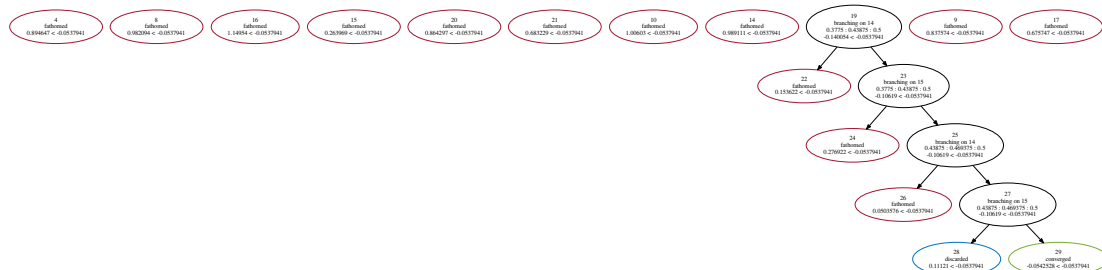 4
fathomed
0.894647 < -0.0537941
8
fathomed
0.982094 < -0.0537941
16
fathomed
1.14954 < -0.0537941
15
fathomed
0.263969 < -0.0537941
20
fathomed
0.864297 < -0.0537941
21
fathomed
0.683229 < -0.0537941
10
fathomed
1.00603 < -0.0537941
14
fathomed
0.989111 < -0.0537941
19
branching on 14
0.3775 : 0.43875 : 0.5
-0.140054 < -0.0537941
9
fathomed
0.837574 < -0.0537941
17
fathomed
0.675747 < -0.0537941
22
fathomed
0.153622 < -0.0537941
23
branching on 15
0.3775 : 0.43875 : 0.5
-0.10619 < -0.0537941
24
fathomed
0.276922 < -0.0537941
25
branching on 14
0.43875 : 0.469375 : 0.5
-0.10619 < -0.0537941
26
fathomed
0.0503576 < -0.0537941
27
branching on 15
0.43875 : 0.469375 : 0.5
-0.10619 < -0.0537941
28
discarded
0.11121 < -0.0537941
29
converged
-0.0542528 < -0.0537941